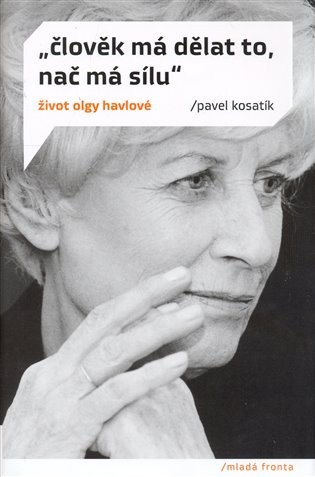 „člověk má dělat to,
nač má sílu“
život olgy havlové /pavel kosatík
/mladá fronta